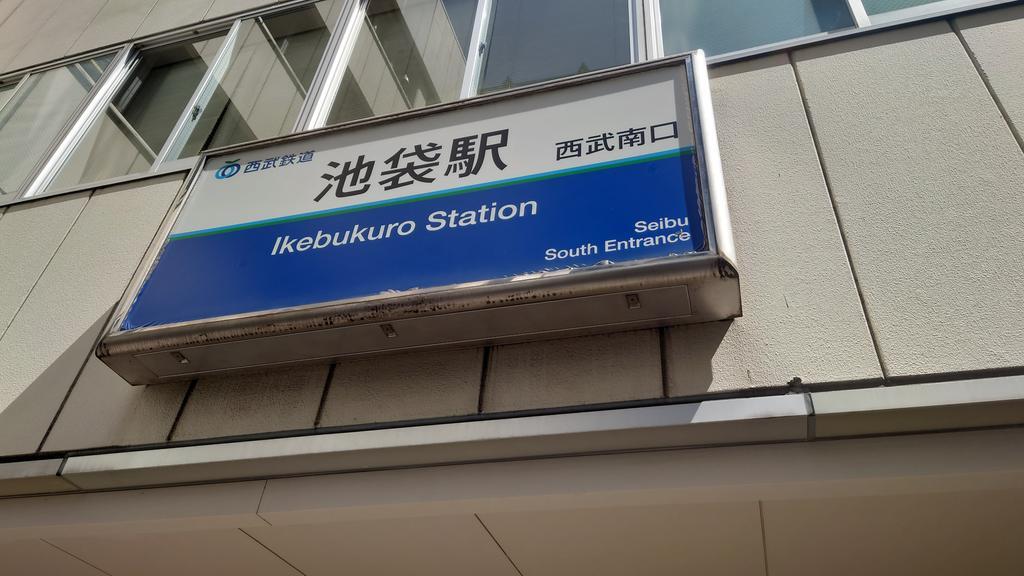 西武鉄道 池袋駅 西武南口
Ikebukuro Station
Seibu
South Entrance